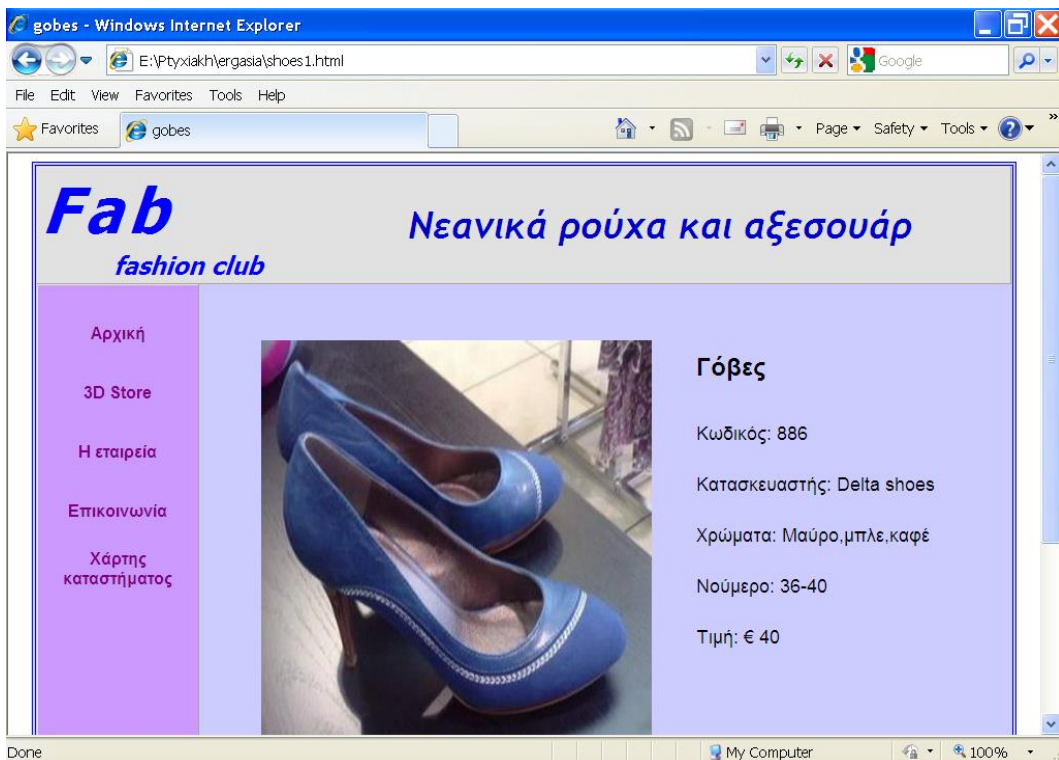 gobes - Windows Internet Explorer
E:\Ptyxiakh\ergasia\shoes1.html
Google
File Edit View Favorites Tools Help
Favorites
gobes
Page
Safety
Tools
Fab
fashion club
Νεανικά ρούχα και αξεσουάρ
Αρχική
3D Store
Η εταιρεία
Επικοινωνία
Χάρτης
καταστήματος
Γόβες
Κωδικός: 886
Κατασκευαστής: Delta shoes
Χρώματα: Μαύρο,μπλε,καφέ
Νούμερο: 36-40
Τιμή: € 40
Done
My Computer
100%